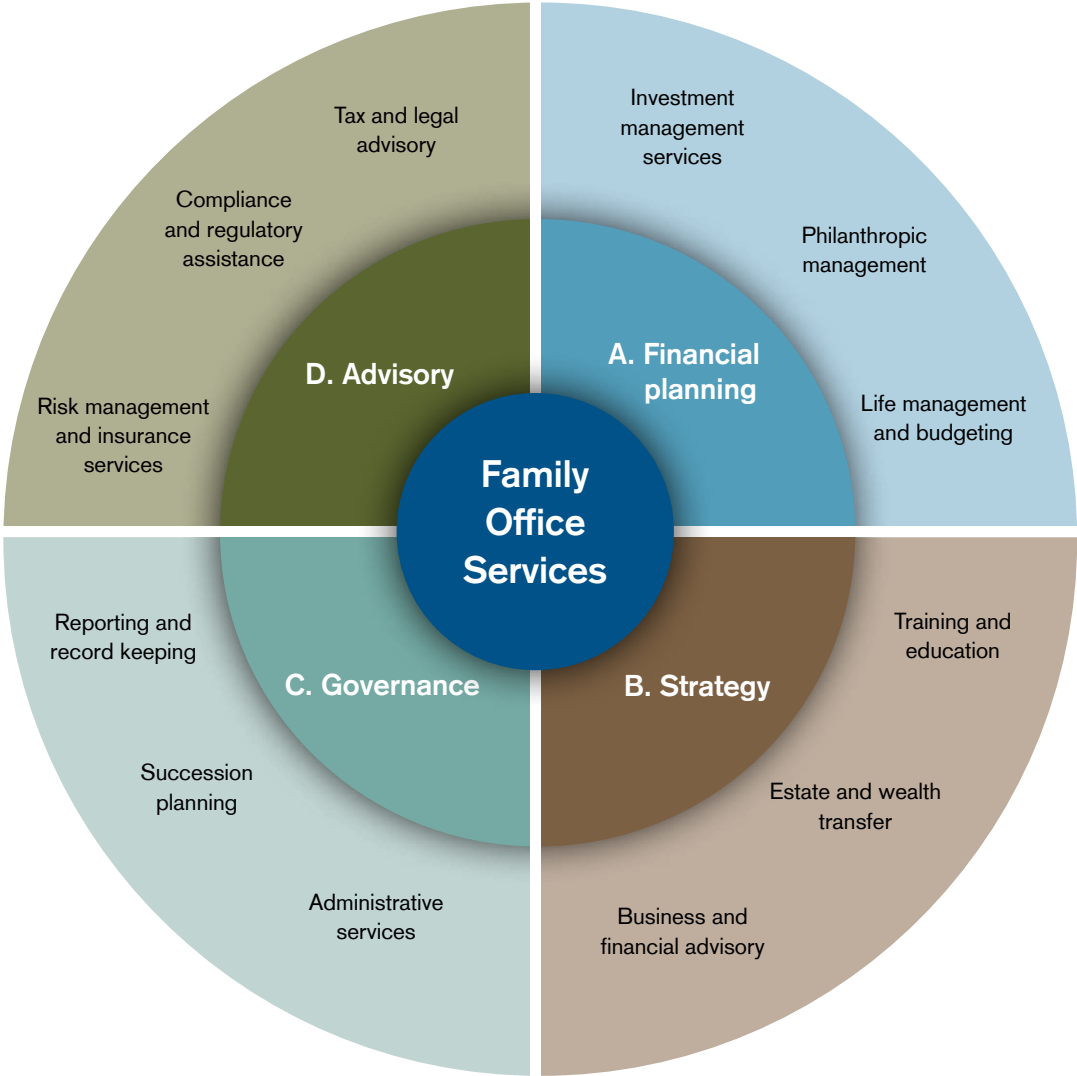 Family
Office
Services
A. Financial
planning
Investment
management
services
Philanthropic
management
Life management
and budgeting
B. Strategy
Training and
education
Estate and wealth
transfer
Business and
financial advisory
C. Governance
Administrative
services
Succession
planning
Reporting and
record keeping
D. Advisory
Risk management
and insurance
services
Compliance
and regulatory
assistance
Tax and legal
advisory